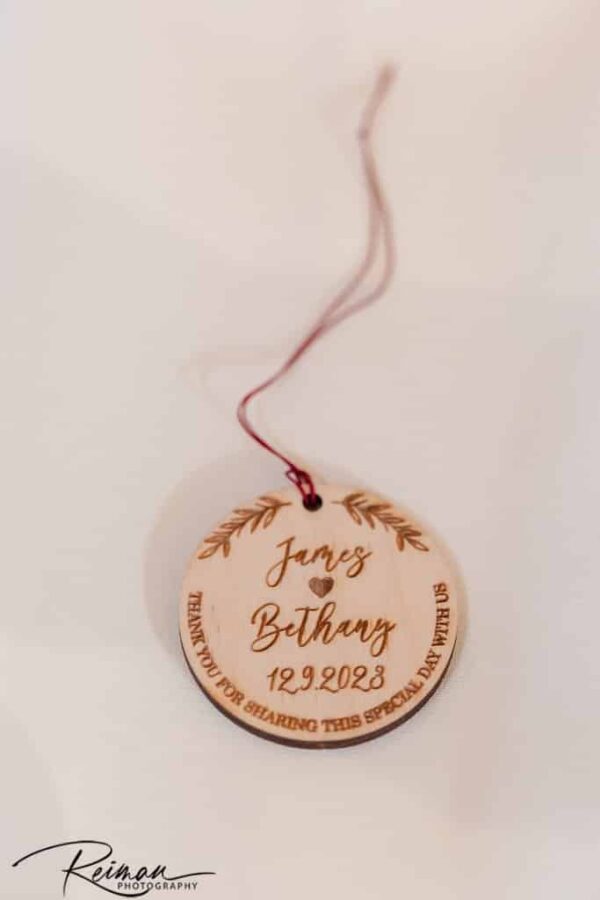 James
Bethany
12.9.2023
THANK YOU FOR SHARING THIS SPECIAL DAY WITH US
Reiman
PHOTOGRAPHY